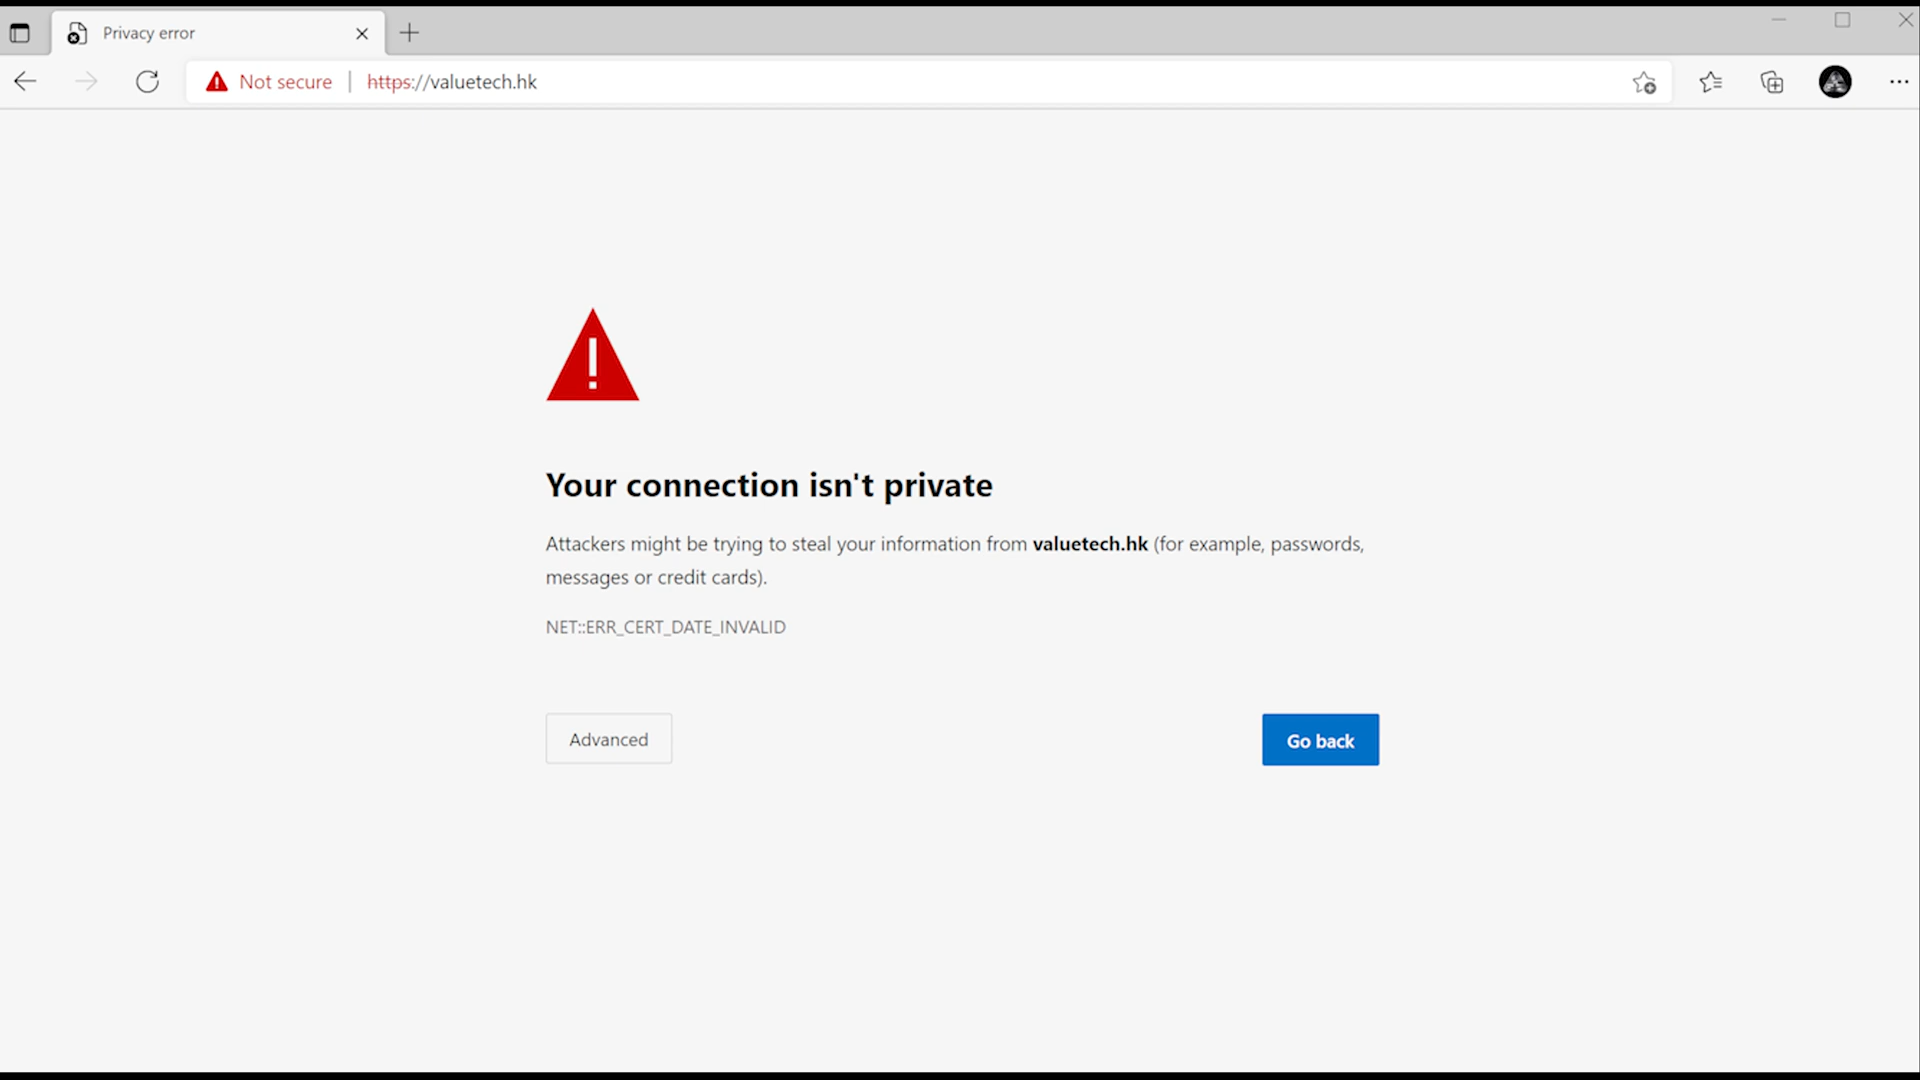 Privacy error
Not secure | https://valuetech.hk
Your connection isn't private
Attackers might be trying to steal your information from valuetech.hk (for example, passwords,
messages or credit cards).
NET::ERR_CERT_DATE_INVALID
Advanced
Go back